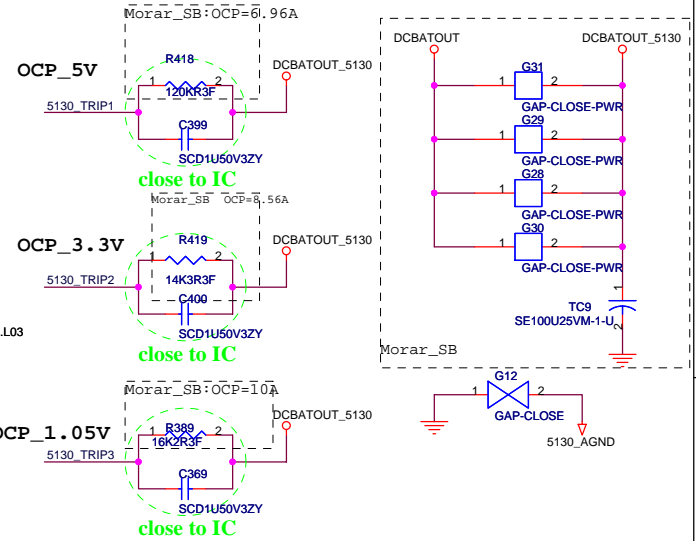 Morar_SB:OCP=6.96A
OCP_5V
R418
1
2
120KR3F
DCBATOUT_5130
5130_TRIP1
C399
SCD1U50V3ZY
close to IC
Morar_SB OCP=8.56A
OCP_3.3V
R419
1
2
14K3R3F
DCBATOUT_5130
5130_TRIP2
C400
SCD1U50V3ZY
close to IC
.L03
Morar_SB:OCP=10A
OCP_1.05V
R389
1
2
16K2R3F
DCBATOUT_5130
5130_TRIP3
C369
SCD1U50V3ZY
close to IC
DCBATOUT
DCBATOUT_5130
G31
1
2
GAP-CLOSE-PWR
G29
1
2
GAP-CLOSE-PWR
G28
1
2
GAP-CLOSE-PWR
G30
1
2
GAP-CLOSE-PWR
1
TC9
SE100U25VM-1-U
2
Morar_SB
G12
1
2
GAP-CLOSE
5130_AGND